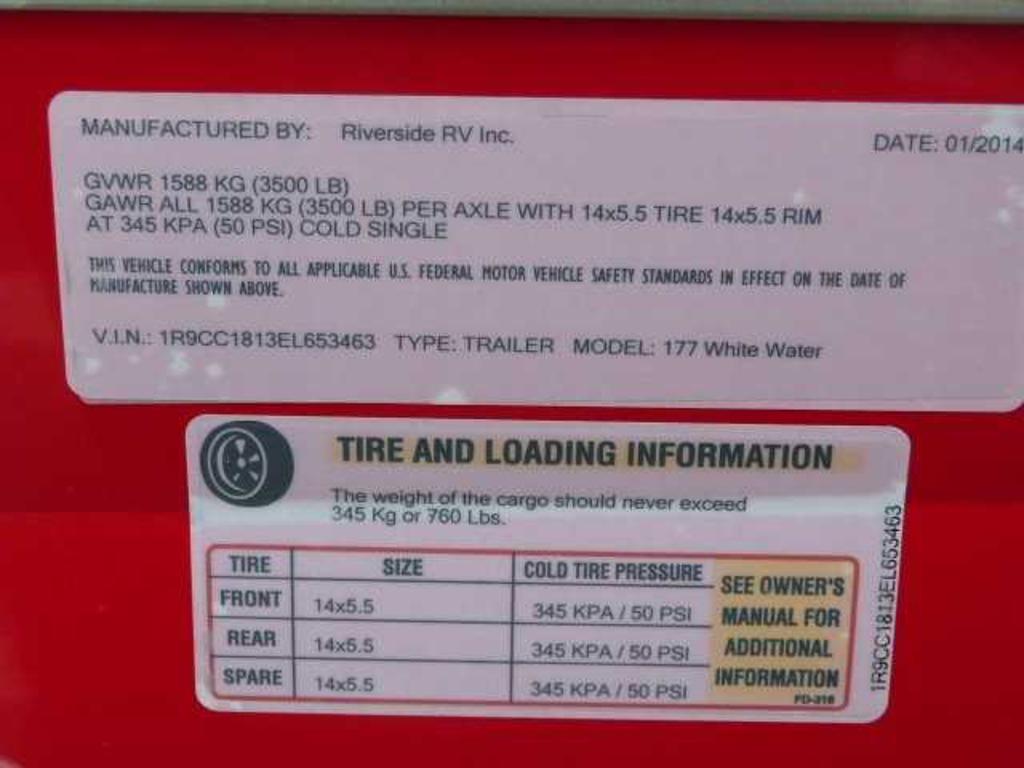 MANUFACTURED BY: Riverside RV Inc. DATE: 01/2014
GVWR 1588 KG (3500 LB)
GAWR ALL 1588 KG (3500 LB) PER AXLE WITH 14x5.5 TIRE 14x5.5 RIM
AT 345 KPA (50 PSI) COLD SINGLE
THIS VEHICLE CONFORMS TO ALL APPLICABLE U.S. FEDERAL MOTOR VEHICLE SAFETY STANDARDS IN EFFECT ON THE DATE OF
MANUFACTURE SHOWN ABOVE.
V.I.N.: 1R9CC1813EL653463 TYPE: TRAILER MODEL: 177 White Water
TIRE AND LOADING INFORMATION
The weight of the cargo should never exceed
345 Kg or 760 Lbs.
TIRE SIZE COLD TIRE PRESSURE
FRONT 14x5.5 345 KPA / 50 PSI
REAR 14x5.5 345 KPA / 50 PSI
SPARE 14x5.5 345 KPA / 50 PSI
SEE OWNER'S
MANUAL FOR
ADDITIONAL
INFORMATION
FD-316
1R9CC1813EL653463